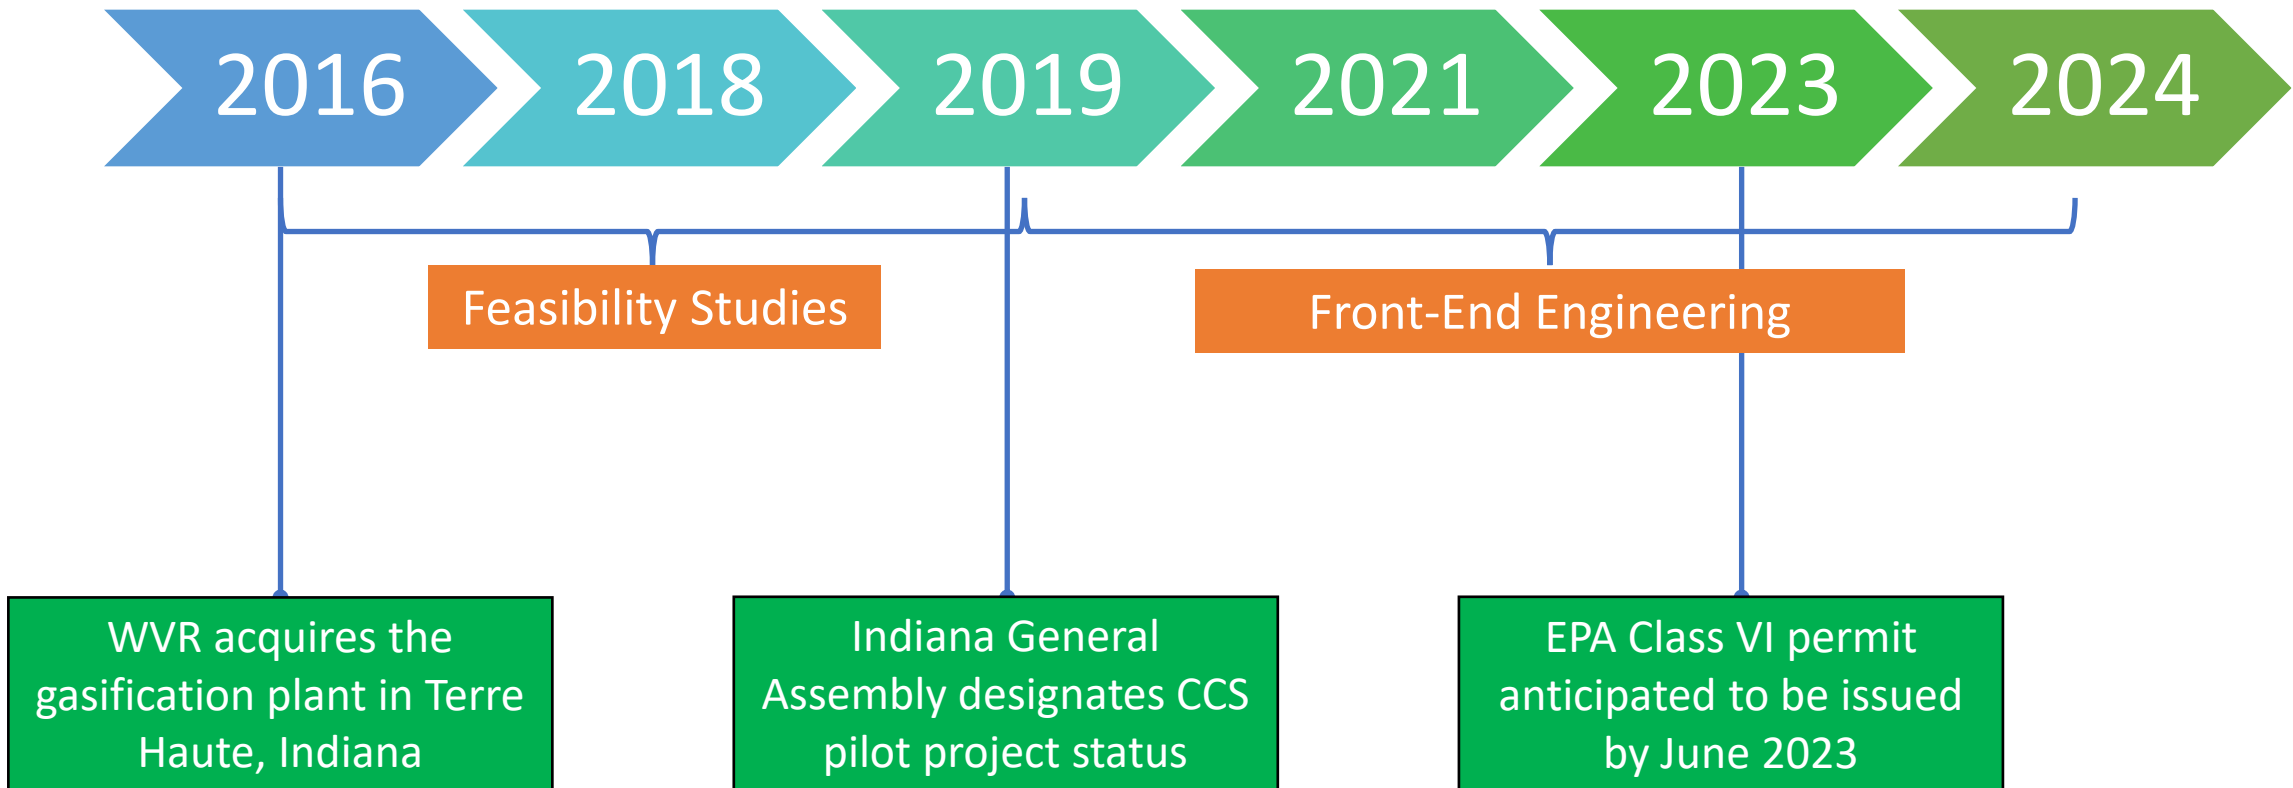 2016
2018
2019
2021
2023
2024
Feasibility Studies
Front-End Engineering
WVR acquires the
gasification plant in Terre
Haute, Indiana
Indiana General
Assembly designates CCS
pilot project status
EPA Class VI permit
anticipated to be issued
by June 2023